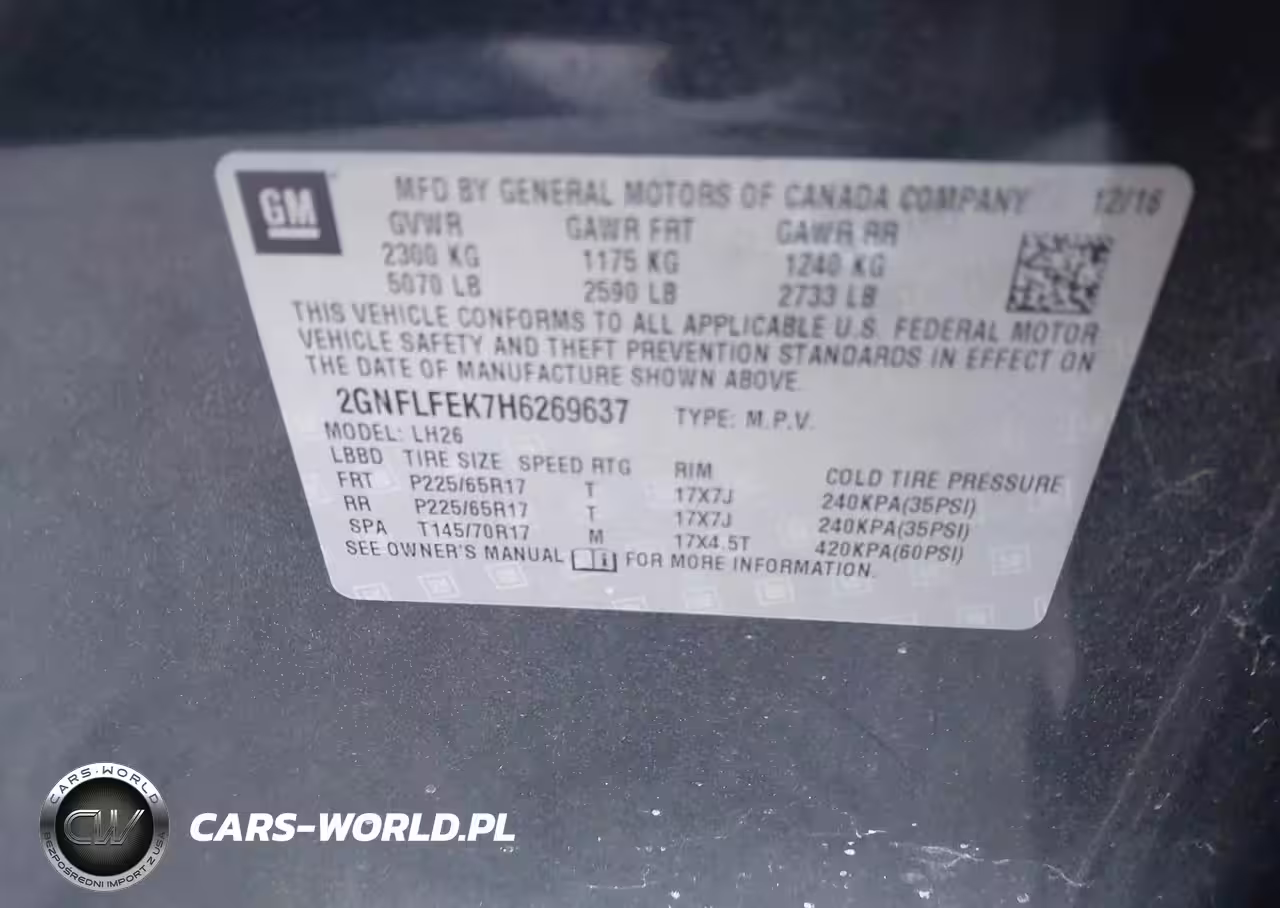 GM
MFD BY GENERAL MOTORS OF CANADA COMPANY 12/16
GVWR GAWR FRT GAWR RR
2300 KG 1175 KG 1240 KG
5070 LB 2590 LB 2733 LB
THIS VEHICLE CONFORMS TO ALL APPLICABLE U.S. FEDERAL MOTOR
VEHICLE SAFETY AND THEFT PREVENTION STANDARDS IN EFFECT ON
THE DATE OF MANUFACTURE SHOWN ABOVE.
2GNFLFEK7H6269637 TYPE: M.P.V.
MODEL: LH26
LBBD TIRE SIZE SPEED RTG RIM COLD TIRE PRESSURE
FRT P225/65R17 T 17X7J 240KPA(35PSI)
RR P225/65R17 T 17X7J 240KPA(35PSI)
SPA T145/70R17 M 17X4.5T 420KPA(60PSI)
SEE OWNER'S MANUAL FOR MORE INFORMATION.
CARS-WORLD
CW
BEZPOŚREDNI IMPORT Z USA
CARS-WORLD.PL